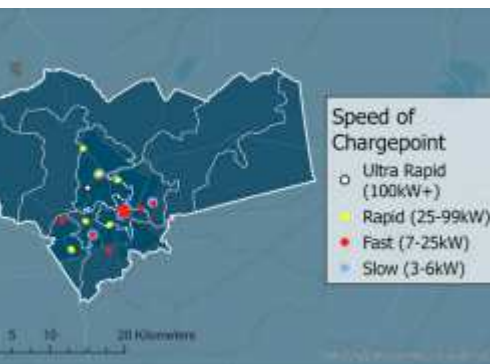 Speed of
Chargepoint
Ultra Rapid
(100kW+)
Rapid (25-99kW)
Fast (7-25kW)
Slow (3-6kW)
5 10 20 Kilometers